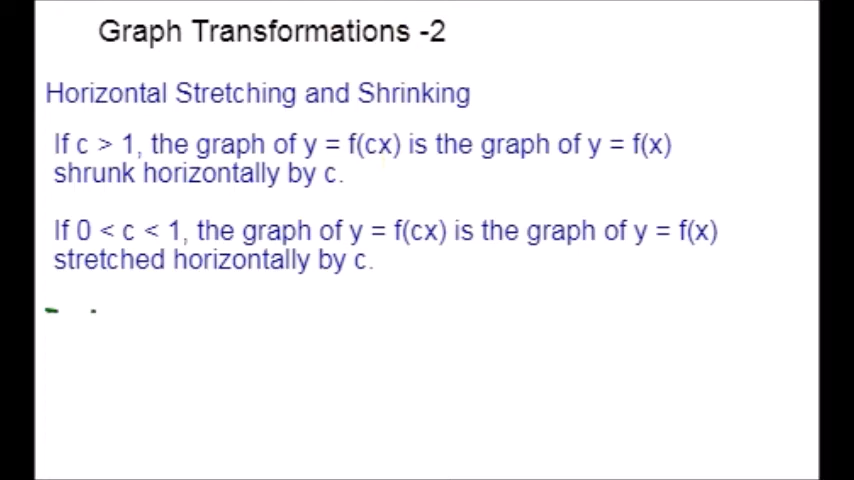 Graph Transformations -2
Horizontal Stretching and Shrinking
If c > 1, the graph of y = f(cx) is the graph of y = f(x)
shrunk horizontally by c.
If 0 < c < 1, the graph of y = f(cx) is the graph of y = f(x)
stretched horizontally by c.